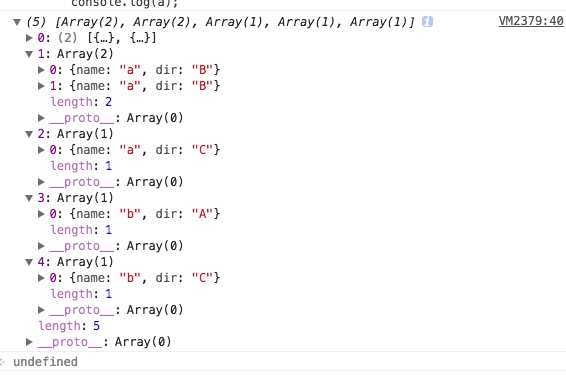 console.log(a);
▼ (5) [Array(2), Array(2), Array(1), Array(1), Array(1)] i VM2379:40
▶ 0: (2) [{…}, {…}]
▼ 1: Array(2)
▶ 0: {name: "a", dir: "B"}
▶ 1: {name: "a", dir: "B"}
length: 2
▶ __proto__: Array(0)
▼ 2: Array(1)
▶ 0: {name: "a", dir: "C"}
length: 1
▶ __proto__: Array(0)
▼ 3: Array(1)
▶ 0: {name: "b", dir: "A"}
length: 1
▶ __proto__: Array(0)
▼ 4: Array(1)
▶ 0: {name: "b", dir: "C"}
length: 1
▶ __proto__: Array(0)
length: 5
▶ __proto__: Array(0)
undefined